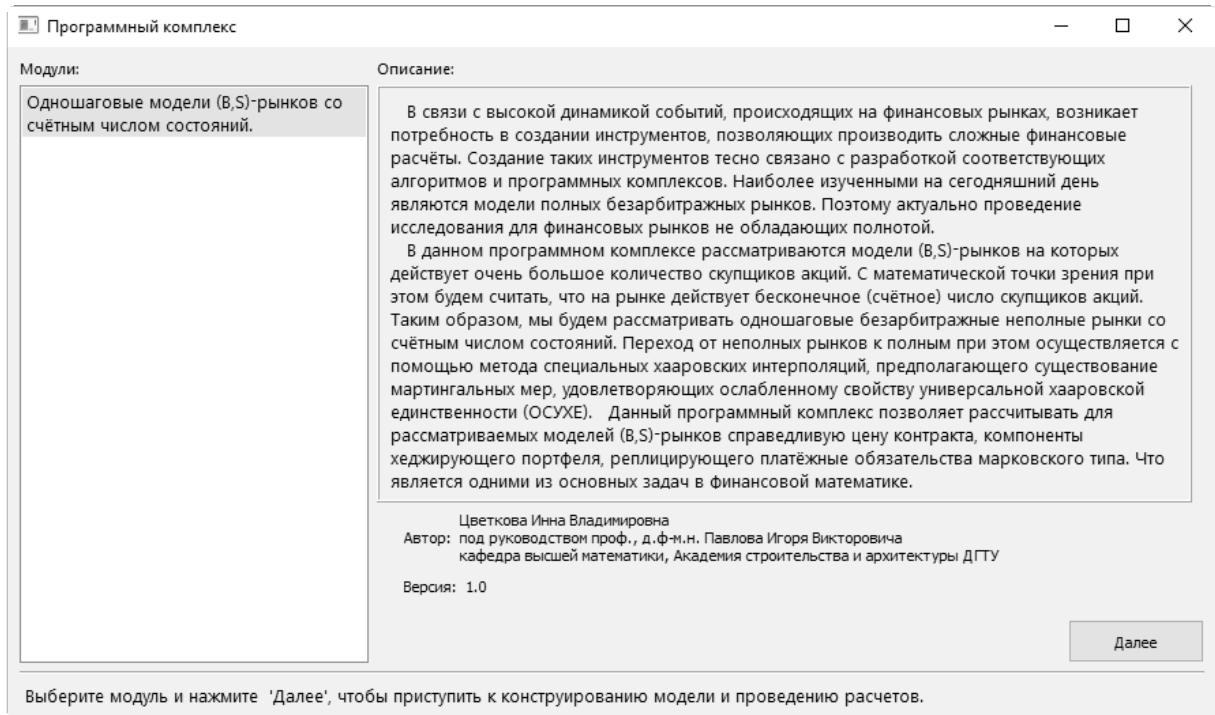 Программный комплекс
Модули:
Одношаговые модели (B,S)-рынков со
счётным числом состояний.
Описание:
В связи с высокой динамикой событий, происходящих на финансовых рынках, возникает
потребность в создании инструментов, позволяющих производить сложные финансовые
расчёты. Создание таких инструментов тесно связано с разработкой соответствующих
алгоритмов и программных комплексов. Наиболее изученными на сегодняшний день
являются модели полных безарбитражных рынков. Поэтому актуально проведение
исследования для финансовых рынков не обладающих полнотой.
В данном программном комплексе рассматриваются модели (B,S)-рынков на которых
действует очень большое количество скупщиков акций. С математической точки зрения при
этом будем считать, что на рынке действует бесконечное (счётное) число скупщиков акций.
Таким образом, мы будем рассматривать одношаговые безарбитражные неполные рынки со
счётным числом состояний. Переход от неполных рынков к полным при этом осуществляется с
помощью метода специальных хааровских интерполяций, предполагающего существование
мартингальных мер, удовлетворяющих ослабленному свойству универсальной хааровской
единственности (ОСУХЕ). Данный программный комплекс позволяет рассчитывать для
рассматриваемых моделей (B,S)-рынков справедливую цену контракта, компоненты
хеджирующего портфеля, реплицирующего платёжные обязательства марковского типа. Что
является одними из основных задач в финансовой математике.
Цветкова Инна Владимировна
Автор: под руководством проф., д.ф-м.н. Павлова Игоря Викторовича
кафедра высшей математики, Академия строительства и архитектуры ДГТУ
Версия: 1.0
Далее
Выберите модуль и нажмите 'Далее', чтобы приступить к конструированию модели и проведению расчетов.